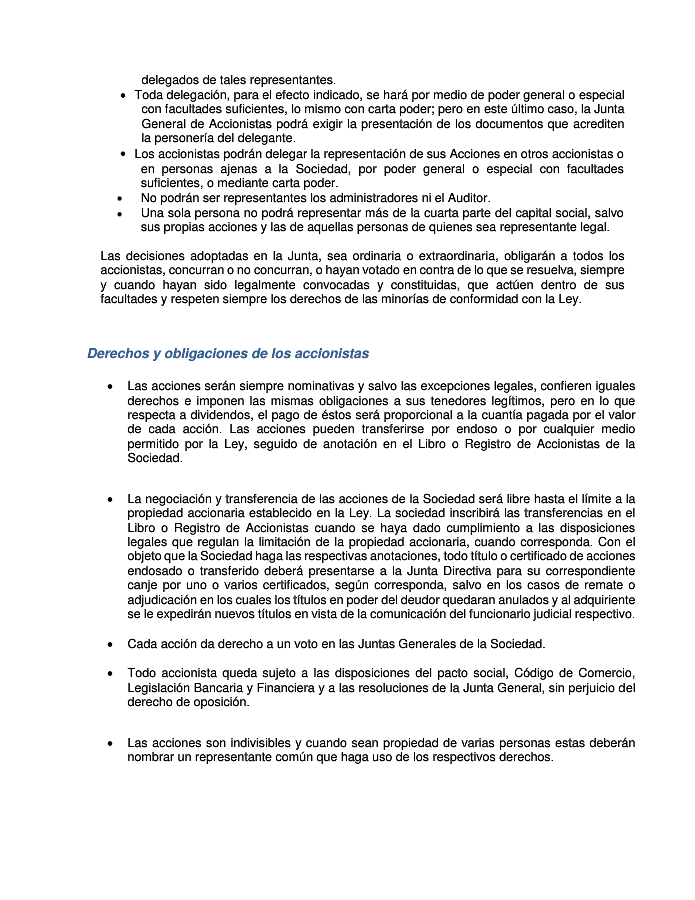 delegados de tales representantes.
• Toda delegación, para el efecto indicado, se hará por medio de poder general o especial
con facultades suficientes, lo mismo con carta poder; pero en este último caso, la Junta
General de Accionistas podrá exigir la presentación de los documentos que acrediten
la personería del delegante.
• Los accionistas podrán delegar la representación de sus Acciones en otros accionistas o
en personas ajenas a la Sociedad, por poder general o especial con facultades
suficientes, o mediante carta poder.
• No podrán ser representantes los administradores ni el Auditor.
• Una sola persona no podrá representar más de la cuarta parte del capital social, salvo
sus propias acciones y las de aquellas personas de quienes sea representante legal.
Las decisiones adoptadas en la Junta, sea ordinaria o extraordinaria, obligarán a todos los
accionistas, concurran o no concurran, o hayan votado en contra de lo que se resuelva, siempre
y cuando hayan sido legalmente convocadas y constituidas, que actúen dentro de sus
facultades y respeten siempre los derechos de las minorías de conformidad con la Ley.
Derechos y obligaciones de los accionistas
• Las acciones serán siempre nominativas y salvo las excepciones legales, confieren iguales
derechos e imponen las mismas obligaciones a sus tenedores legítimos, pero en lo que
respecta a dividendos, el pago de éstos será proporcional a la cuantía pagada por el valor
de cada acción. Las acciones pueden transferirse por endoso o por cualquier medio
permitido por la Ley, seguido de anotación en el Libro o Registro de Accionistas de la
Sociedad.
• La negociación y transferencia de las acciones de la Sociedad será libre hasta el límite a la
propiedad accionaria establecido en la Ley. La sociedad inscribirá las transferencias en el
Libro o Registro de Accionistas cuando se haya dado cumplimiento a las disposiciones
legales que regulan la limitación de la propiedad accionaria, cuando corresponda. Con el
objeto que la Sociedad haga las respectivas anotaciones, todo título o certificado de acciones
endosado o transferido deberá presentarse a la Junta Directiva para su correspondiente
canje por uno o varios certificados, según corresponda, salvo en los casos de remate o
adjudicación en los cuales los títulos en poder del deudor quedaran anulados y al adquiriente
se le expedirán nuevos títulos en vista de la comunicación del funcionario judicial respectivo.
• Cada acción da derecho a un voto en las Juntas Generales de la Sociedad.
• Todo accionista queda sujeto a las disposiciones del pacto social, Código de Comercio,
Legislación Bancaria y Financiera y a las resoluciones de la Junta General, sin perjuicio del
derecho de oposición.
• Las acciones son indivisibles y cuando sean propiedad de varias personas estas deberán
nombrar un representante común que haga uso de los respectivos derechos.